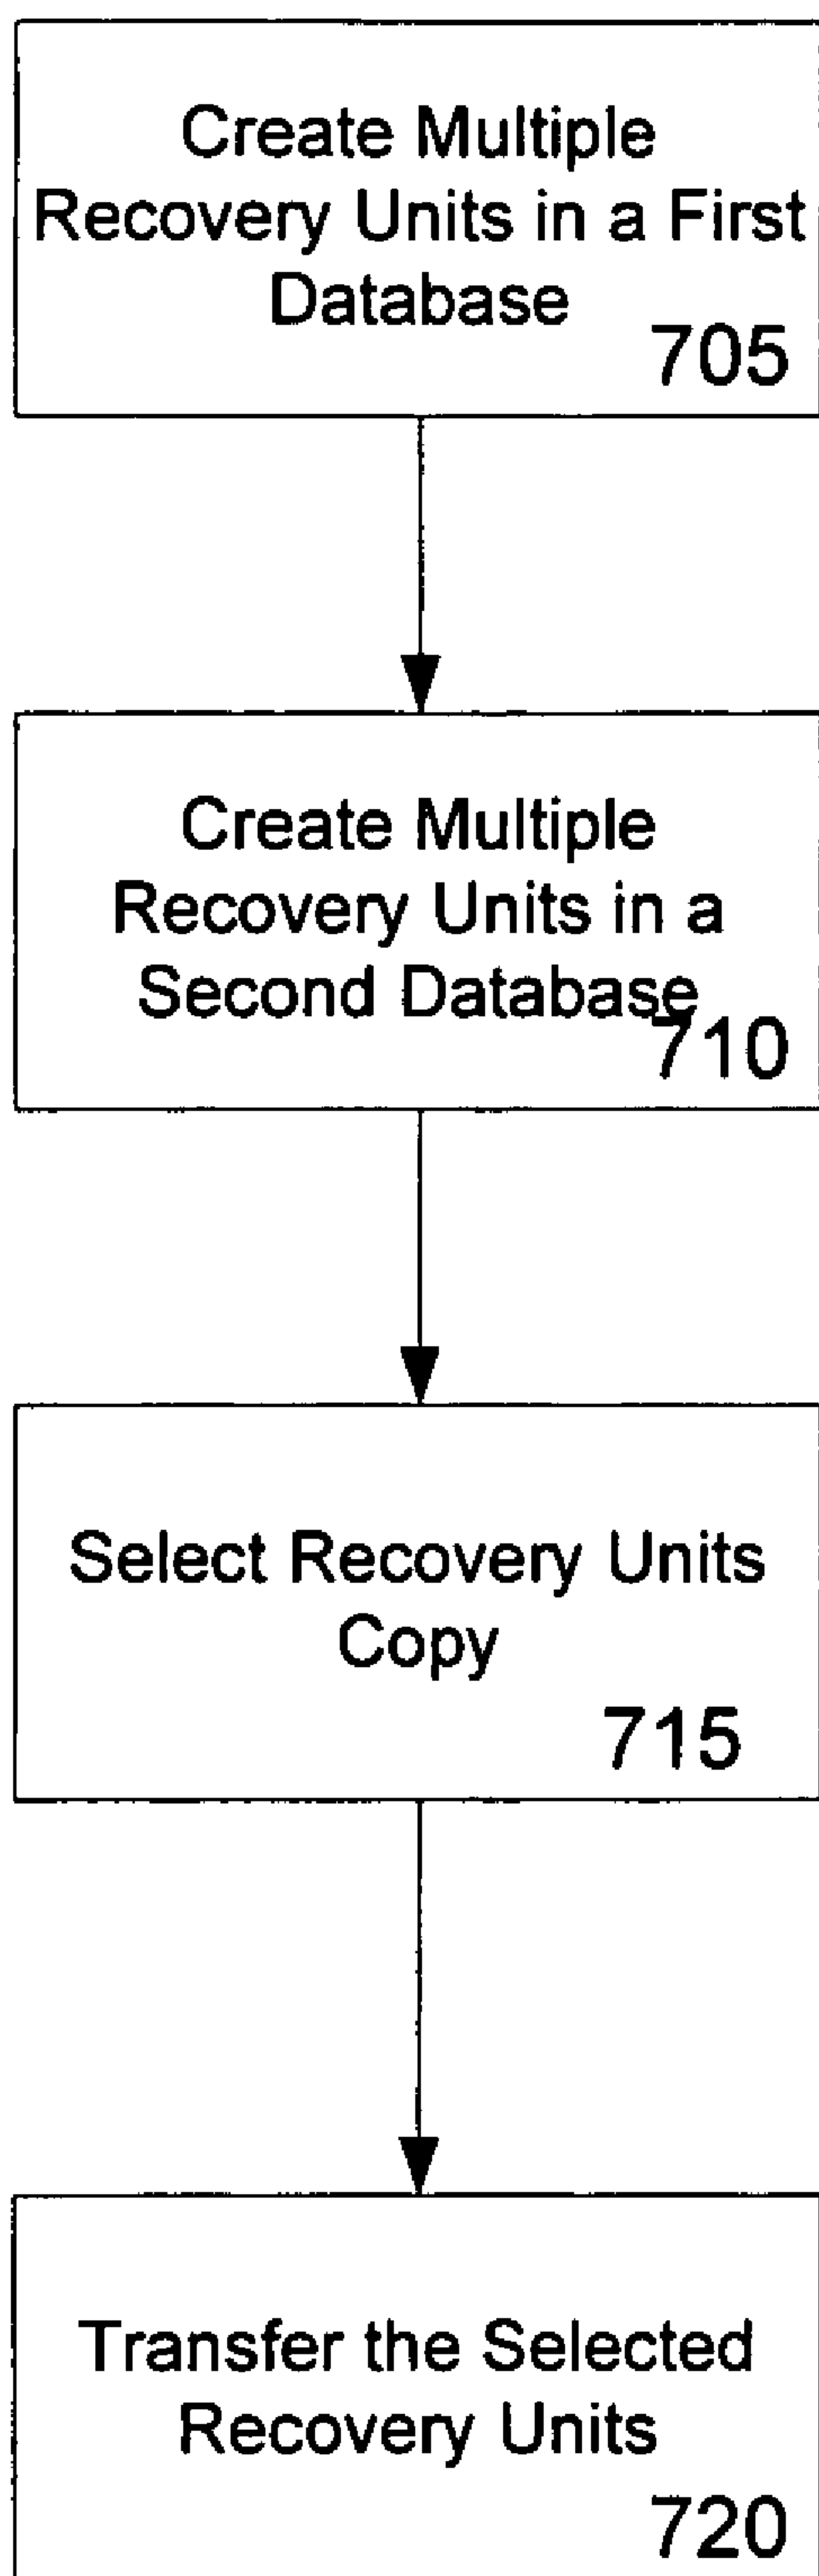 Create Multiple
Recovery Units in a First
Database
705
Create Multiple
Recovery Units in a
Second Database
710
Select Recovery Units
Copy
715
Transfer the Selected
Recovery Units
720